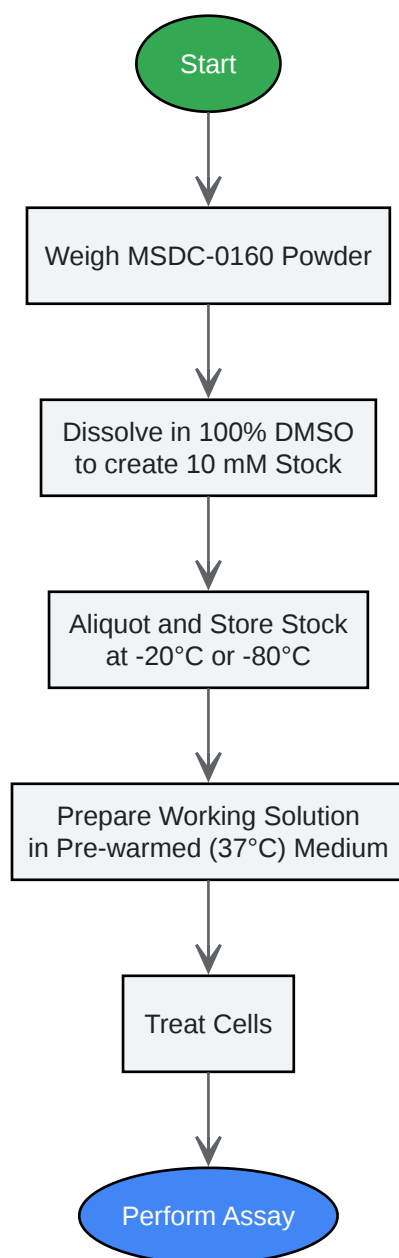 Start
Weigh MSDC-0160 Powder
Dissolve in 100% DMSO
to create 10 mM Stock
Aliquot and Store Stock
at -20°C or -80°C
Prepare Working Solution
in Pre-warmed (37°C) Medium
Treat Cells
Perform Assay